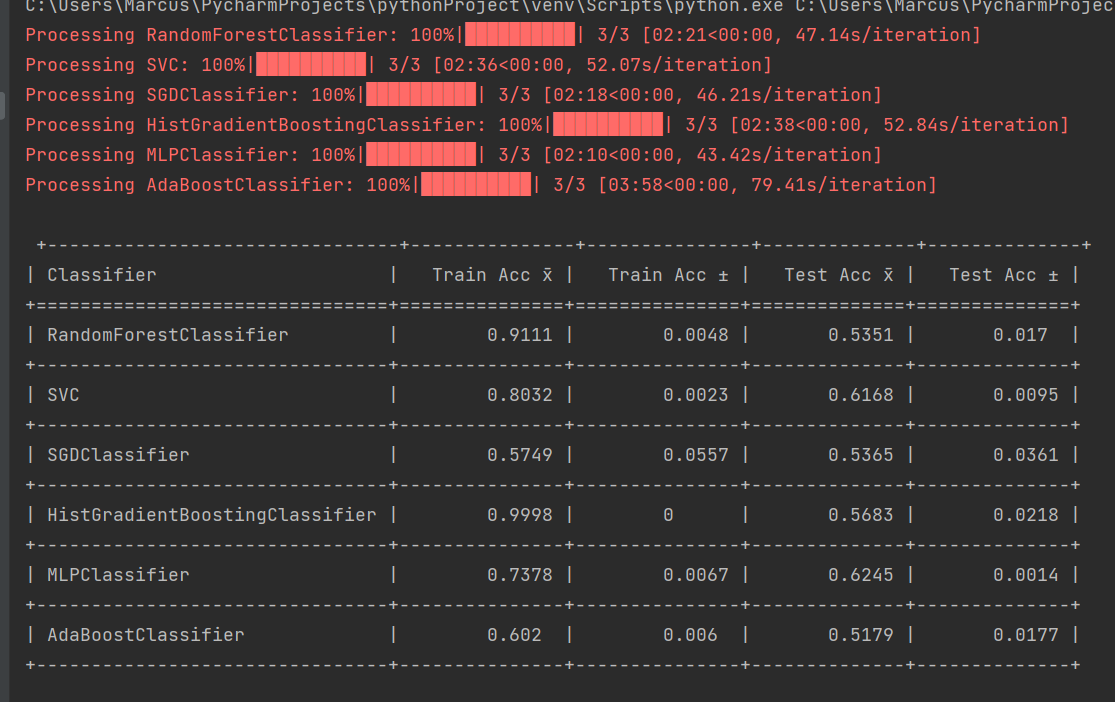 C:\Users\Marcus\PycharmProjects\pythonProject\venv\Scripts\python.exe C:\Users\Marcus\PycharmProjec
Processing RandomForestClassifier: 100%|██████████| 3/3 [02:21<00:00, 47.14s/iteration]
Processing SVC: 100%|██████████| 3/3 [02:36<00:00, 52.07s/iteration]
Processing SGDClassifier: 100%|██████████| 3/3 [02:18<00:00, 46.21s/iteration]
Processing HistGradientBoostingClassifier: 100%|██████████| 3/3 [02:38<00:00, 52.84s/iteration]
Processing MLPClassifier: 100%|██████████| 3/3 [02:10<00:00, 43.42s/iteration]
Processing AdaBoostClassifier: 100%|██████████| 3/3 [03:58<00:00, 79.41s/iteration]
 +--------------------------------+---------------+---------------+--------------+--------------+
| Classifier                     |   Train Acc x̄ |   Train Acc ± |   Test Acc x̄ |   Test Acc ± |
+================================+===============+===============+==============+==============+
| RandomForestClassifier         |        0.9111 |        0.0048 |       0.5351 |       0.017  |
+--------------------------------+---------------+---------------+--------------+--------------+
| SVC                            |        0.8032 |        0.0023 |       0.6168 |       0.0095 |
+--------------------------------+---------------+---------------+--------------+--------------+
| SGDClassifier                  |        0.5749 |        0.0557 |       0.5365 |       0.0361 |
+--------------------------------+---------------+---------------+--------------+--------------+
| HistGradientBoostingClassifier |        0.9998 |        0      |       0.5683 |       0.0218 |
+--------------------------------+---------------+---------------+--------------+--------------+
| MLPClassifier                  |        0.7378 |        0.0067 |       0.6245 |       0.0014 |
+--------------------------------+---------------+---------------+--------------+--------------+
| AdaBoostClassifier             |        0.602  |        0.006  |       0.5179 |       0.0177 |
+--------------------------------+---------------+---------------+--------------+--------------+